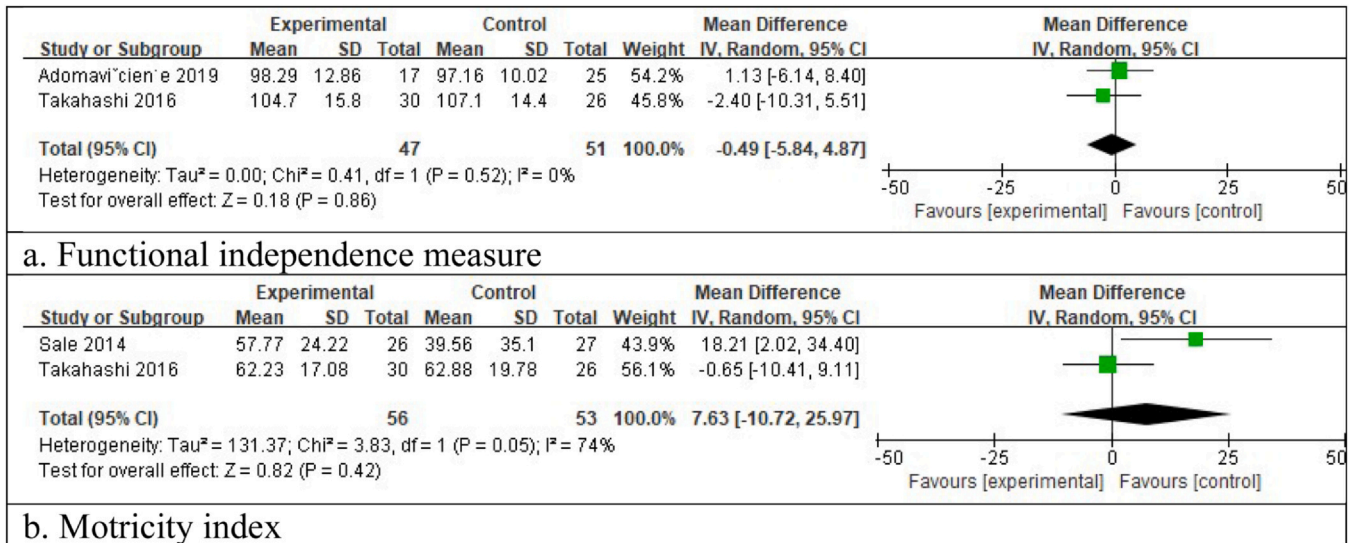 Experimental Control Mean Difference Mean Difference
Study or Subgroup Mean SD Total Mean SD Total Weight IV, Random, 95% CI IV, Random, 95% CI
Adomavi˘cien˙e 2019 98.29 12.86 17 97.16 10.02 25 54.2% 1.13 [-6.14, 8.40]
Takahashi 2016 104.7 15.8 30 107.1 14.4 26 45.8% -2.40 [-10.31, 5.51]
Total (95% CI) 47 51 100.0% -0.49 [-5.84, 4.87]
Heterogeneity: Tau² = 0.00; Chi² = 0.41, df = 1 (P = 0.52); I² = 0%
Test for overall effect: Z = 0.18 (P = 0.86)
-50 -25 0 25 50
Favours [experimental] Favours [control]
a. Functional independence measure
Experimental Control Mean Difference Mean Difference
Study or Subgroup Mean SD Total Mean SD Total Weight IV, Random, 95% CI IV, Random, 95% CI
Sale 2014 57.77 24.22 26 39.56 35.1 27 43.9% 18.21 [2.02, 34.40]
Takahashi 2016 62.23 17.08 30 62.88 19.78 26 56.1% -0.65 [-10.41, 9.11]
Total (95% CI) 56 53 100.0% 7.63 [-10.72, 25.97]
Heterogeneity: Tau² = 131.37; Chi² = 3.83, df = 1 (P = 0.05); I² = 74%
Test for overall effect: Z = 0.82 (P = 0.42)
-50 -25 0 25 50
Favours [experimental] Favours [control]
b. Motricity index